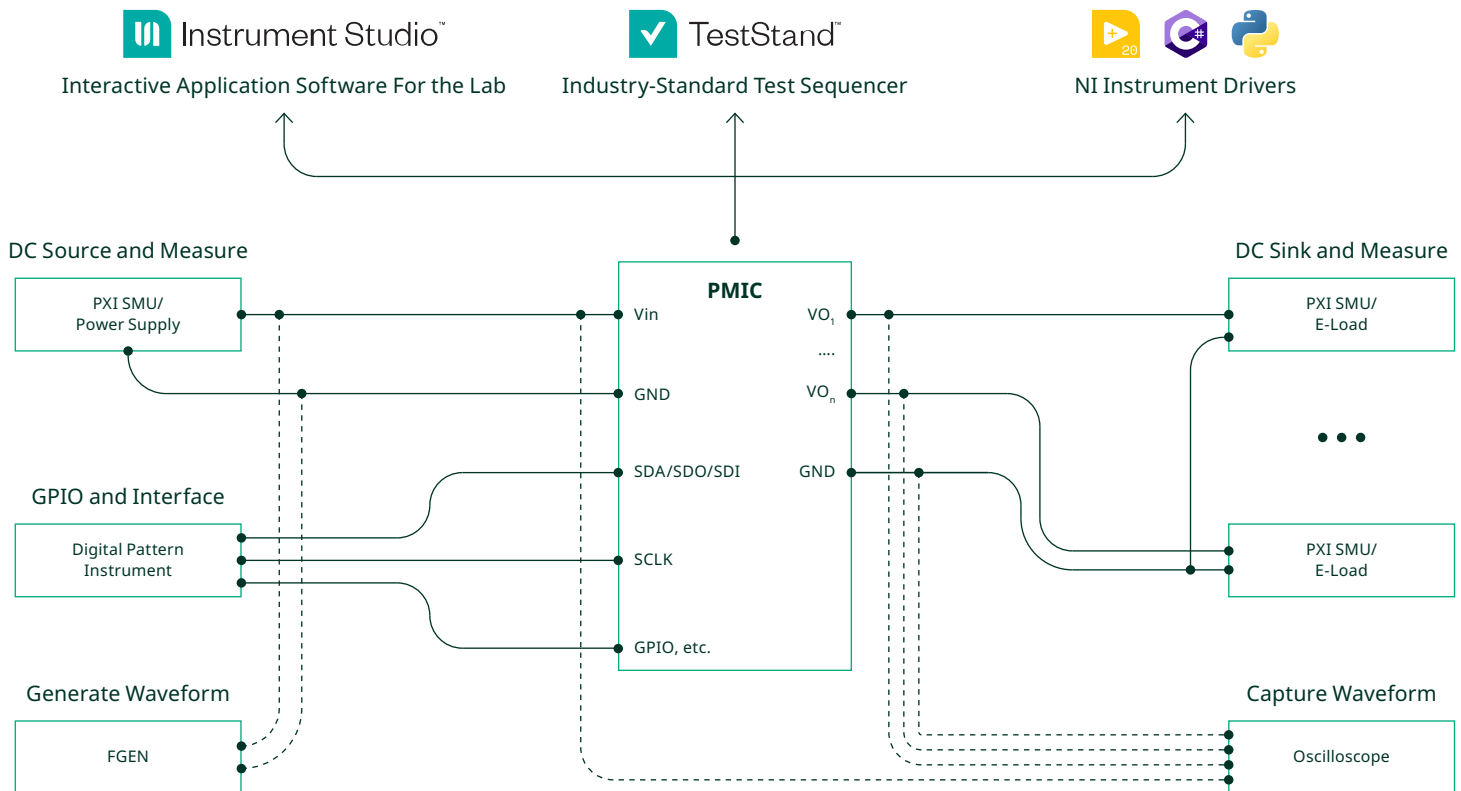 Instrument Studio™
TestStand™
20
C#
Interactive Application Software For the Lab
Industry-Standard Test Sequencer
NI Instrument Drivers
DC Source and Measure
DC Sink and Measure
PXI SMU/
Power Supply
PMIC
PXI SMU/
E-Load
Vin
VO1
....
GND
VOn
SDA/SDO/SDI
GND
GPIO and Interface
Digital Pattern
Instrument
SCLK
PXI SMU/
E-Load
GPIO, etc.
Generate Waveform
Capture Waveform
FGEN
Oscilloscope